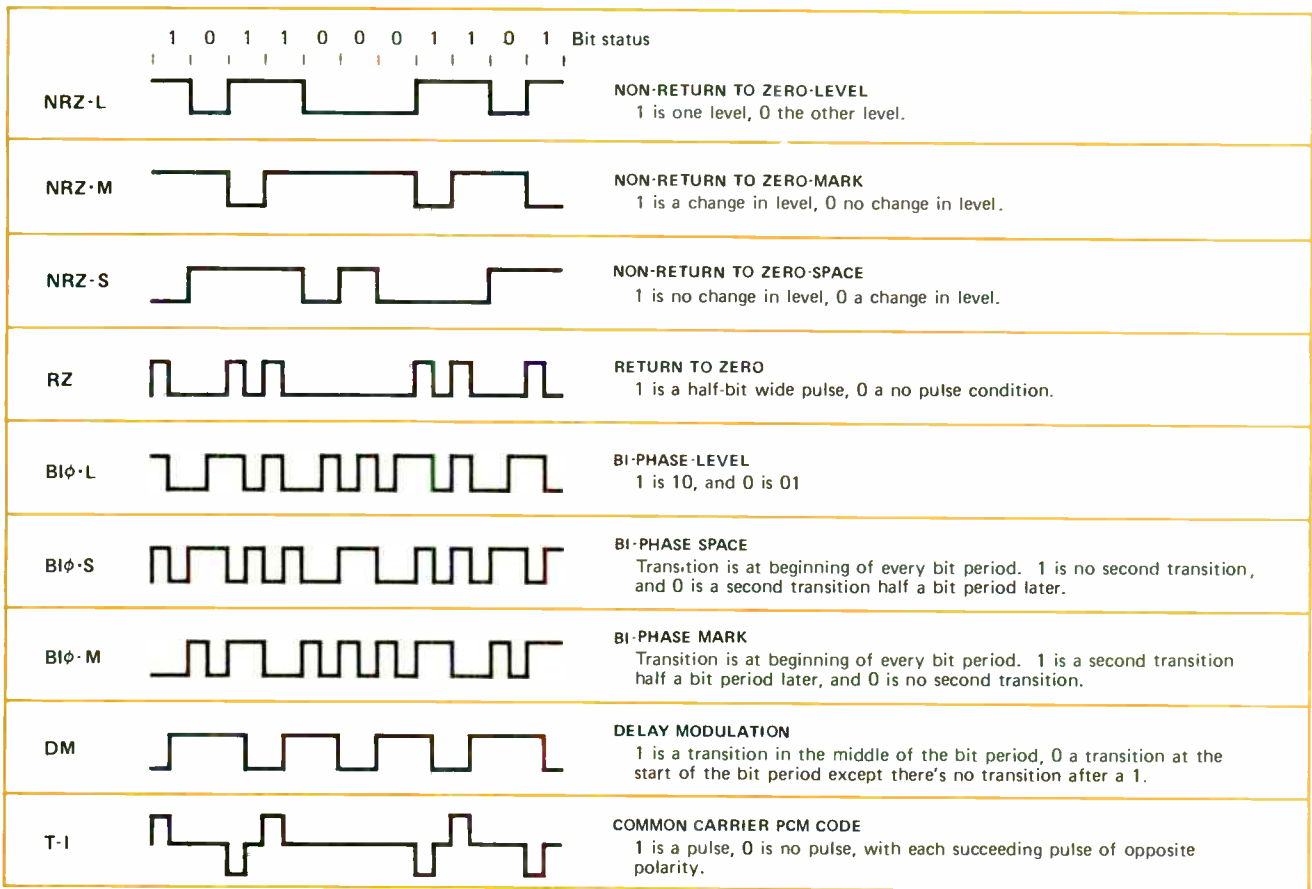 1 0 1 1 0 0 0 1 1 0 1 Bit status
NRZ-L
NON-RETURN TO ZERO-LEVEL
1 is one level, 0 the other level.
NRZ·M
NON-RETURN TO ZERO-MARK
1 is a change in level, 0 no change in level.
NRZ-S
NON-RETURN TO ZERO-SPACE
1 is no change in level, 0 a change in level.
RZ
RETURN TO ZERO
1 is a half-bit wide pulse, 0 a no pulse condition.
BIϕ·L
BI-PHASE-LEVEL
1 is 10, and 0 is 01
BIϕ·S
BI-PHASE SPACE
Transition is at beginning of every bit period. 1 is no second transition,
and 0 is a second transition half a bit period later.
BIϕ·M
BI-PHASE MARK
Transition is at beginning of every bit period. 1 is a second transition
half a bit period later, and 0 is no second transition.
DM
DELAY MODULATION
1 is a transition in the middle of the bit period, 0 a transition at the
start of the bit period except there's no transition after a 1.
T-I
COMMON CARRIER PCM CODE
1 is a pulse, 0 is no pulse, with each succeeding pulse of opposite
polarity.